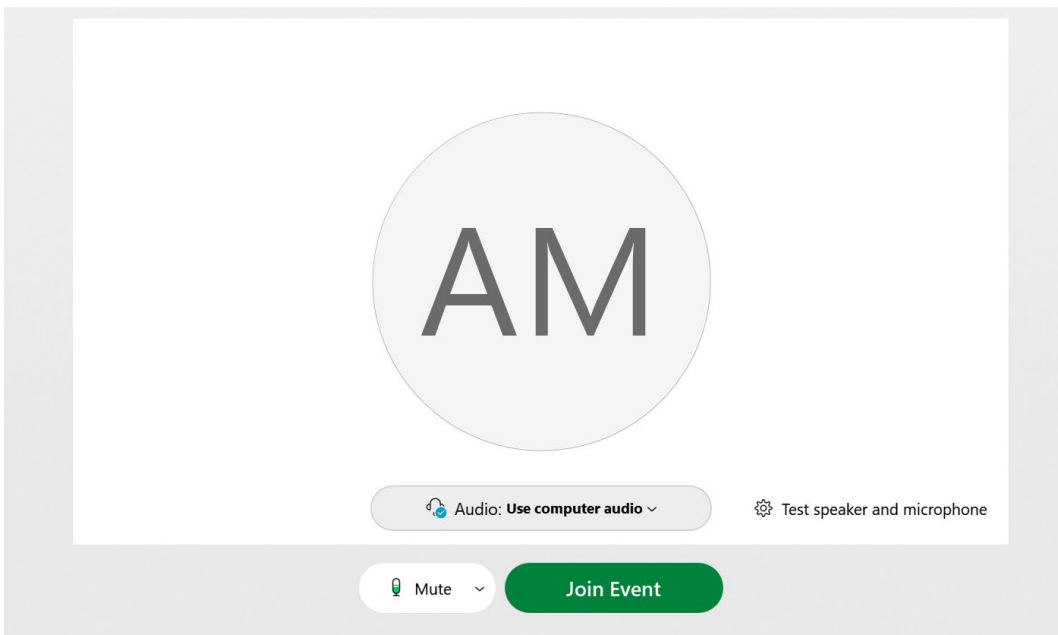 AM
Audio: Use computer audio
Test speaker and microphone
Mute
Join Event